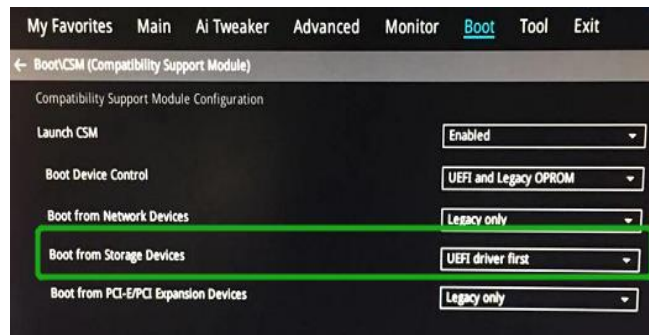 My Favorites Main Ai Tweaker Advanced Monitor Boot Tool Exit
← Boot\CSM (Compatibility Support Module)
Compatibility Support Module Configuration
Launch CSM Enabled
Boot Device Control UEFI and Legacy OPROM
Boot from Network Devices Legacy only
Boot from Storage Devices UEFI driver first
Boot from PCI-E/PCI Expansion Devices Legacy only